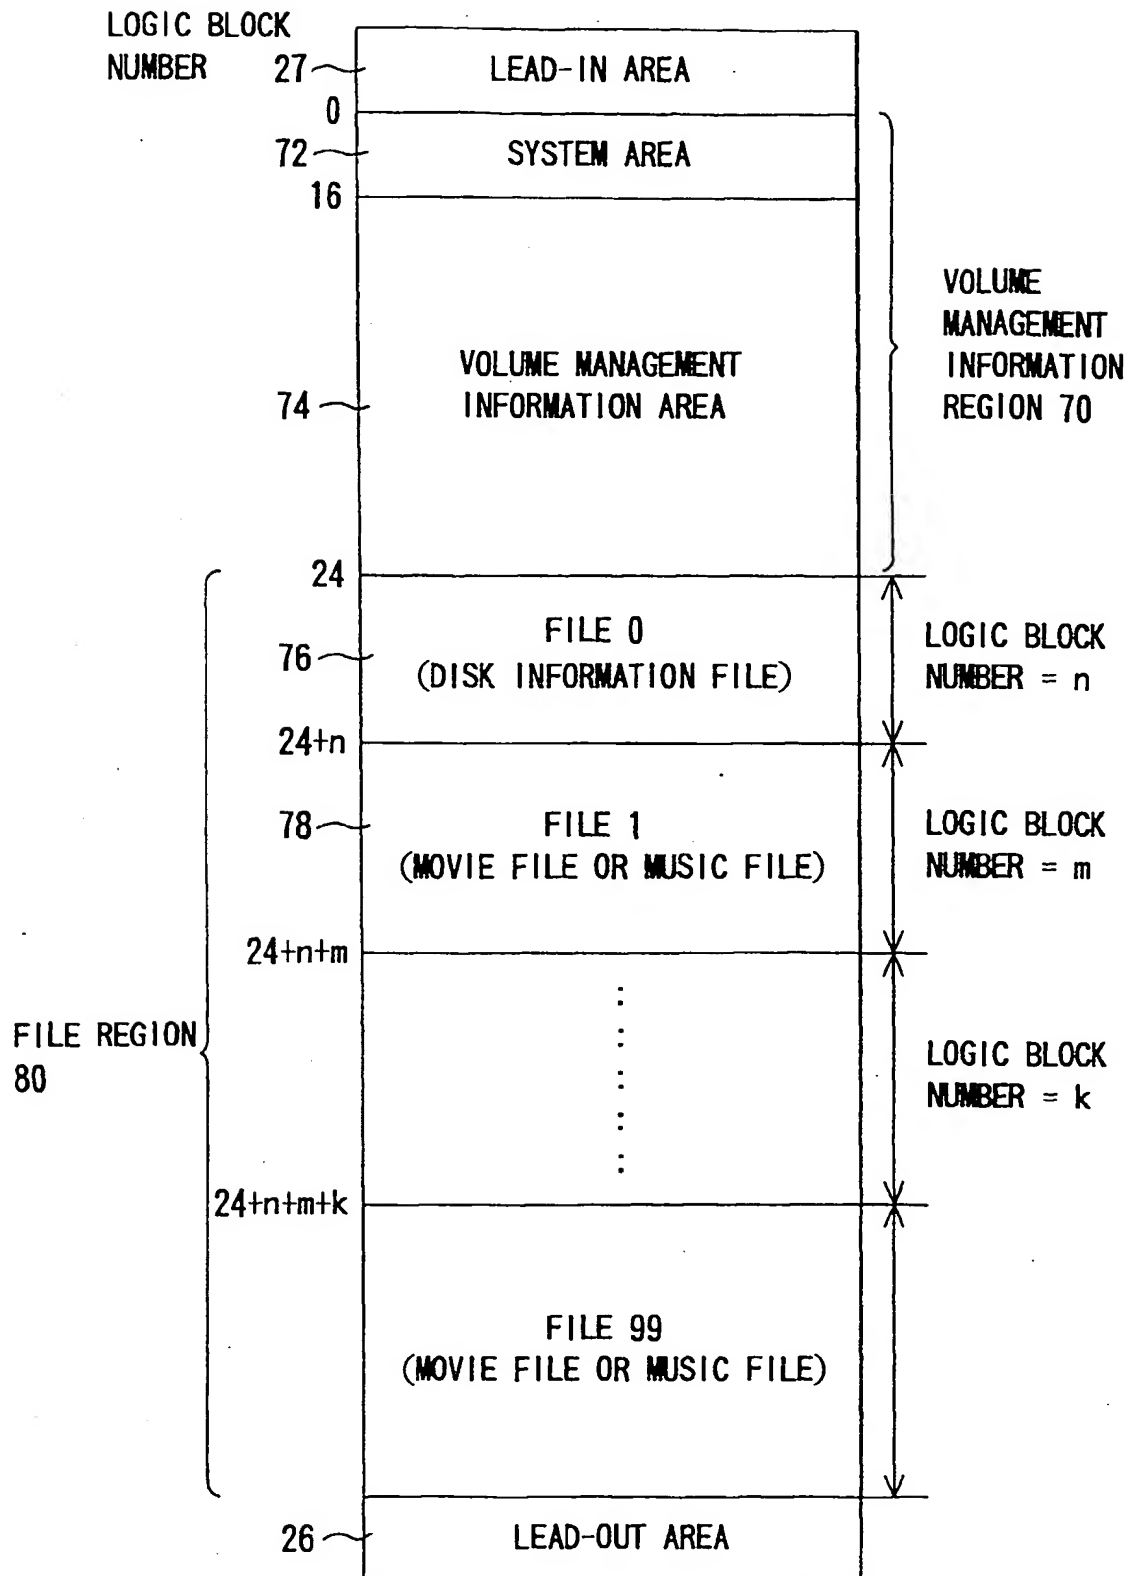 LOGIC BLOCK
NUMBER
27
LEAD-IN AREA
0
72
SYSTEM AREA
16
VOLUME
MANAGEMENT
INFORMATION
REGION 70
VOLUME MANAGEMENT
74
INFORMATION AREA
24
FILE 0
76
(DISK INFORMATION FILE)
LOGIC BLOCK
NUMBER = n
24+n
78
FILE 1
(MOVIE FILE OR MUSIC FILE)
LOGIC BLOCK
NUMBER = m
24+n+m
FILE REGION
80
LOGIC BLOCK
NUMBER = k
24+n+m+k
FILE 99
(MOVIE FILE OR MUSIC FILE)
26
LEAD-OUT AREA